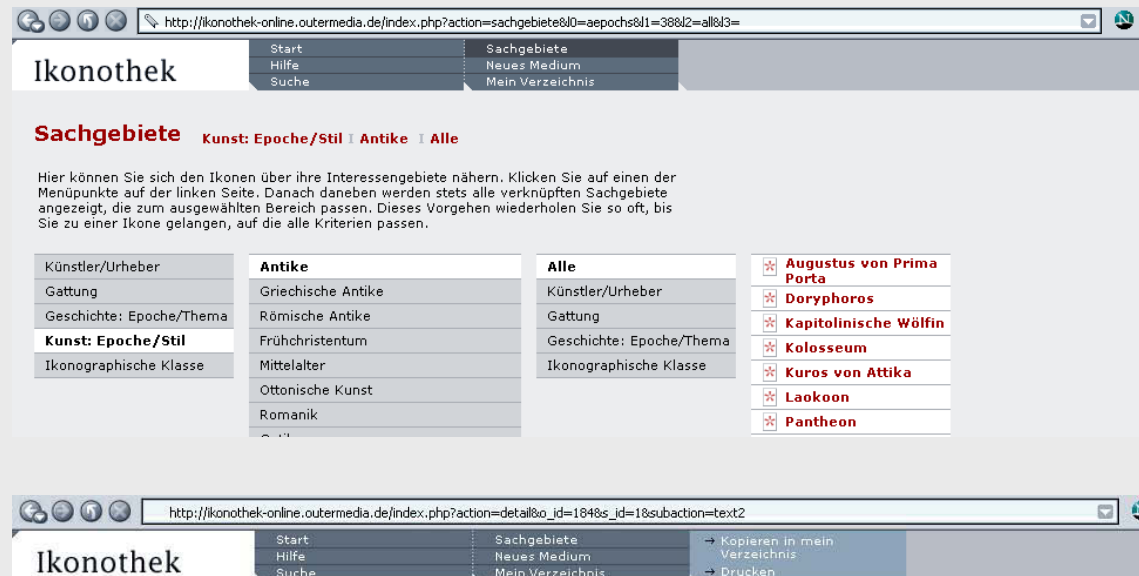 http://ikonothek-online.outermedia.de/index.php?action=sachgebiete&l0=aepochs&l1=38&l2=all&l3=
Ikonothek
Start
Hilfe
Suche
Sachgebiete
Neues Medium
Mein Verzeichnis
Sachgebiete Kunst: Epoche/Stil I Antike I Alle
Hier können Sie sich den Ikonen über ihre Interessengebiete nähern. Klicken Sie auf einen der
Menüpunkte auf der linken Seite. Danach daneben werden stets alle verknüpften Sachgebiete
angezeigt, die zum ausgewählten Bereich passen. Dieses Vorgehen wiederholen Sie so oft, bis
Sie zu einer Ikone gelangen, auf die alle Kriterien passen.
Künstler/Urheber
Gattung
Geschichte: Epoche/Thema
Kunst: Epoche/Stil
Ikonographische Klasse
Antike
Griechische Antike
Römische Antike
Frühchristentum
Mittelalter
Ottonische Kunst
Romanik
Alle
Künstler/Urheber
Gattung
Geschichte: Epoche/Thema
Ikonographische Klasse
Augustus von Prima
Porta
Doryphoros
Kapitolinische Wölfin
Kolosseum
Kuros von Attika
Laokoon
Pantheon
http://ikonothek-online.outermedia.de/index.php?action=detail&o_id=184&s_id=1&subaction=text2
Ikonothek
Start
Hilfe
Suche
Sachgebiete
Neues Medium
Mein Verzeichnis
→ Kopieren in mein
Verzeichnis
→ Drucken